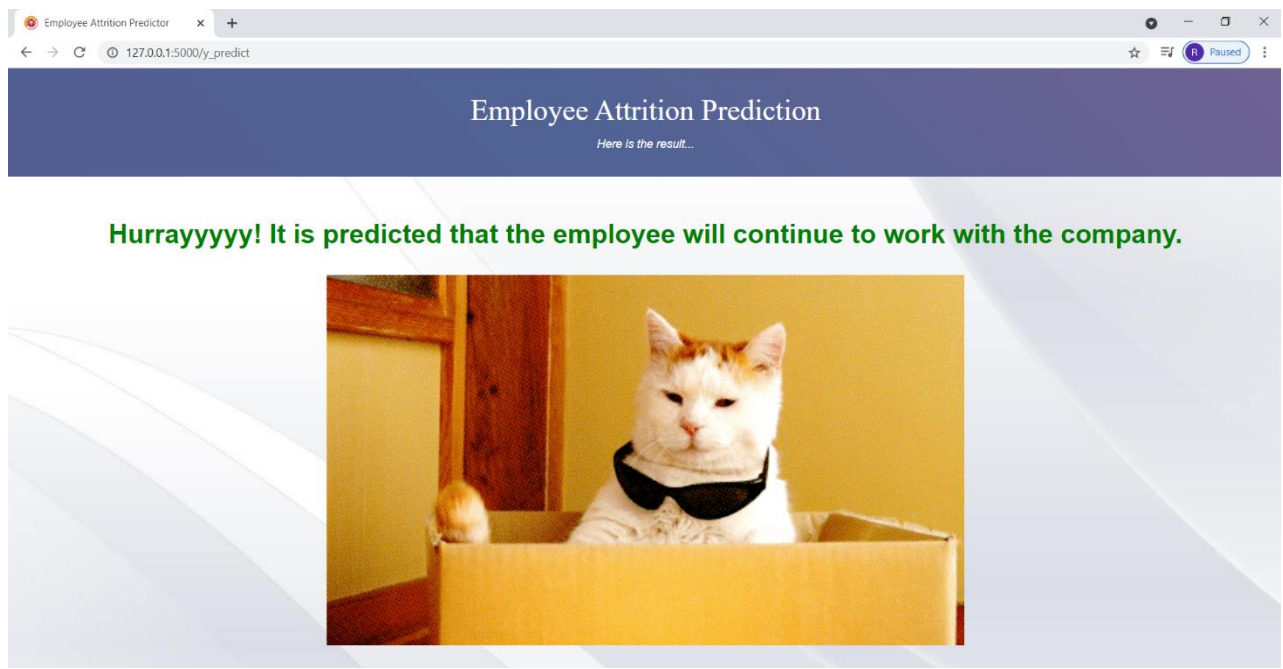 Employee Attrition Predictor
127.0.0.1:5000/y_predict
R Paused
Employee Attrition Prediction
Here is the result...
Hurrayyyyy! It is predicted that the employee will continue to work with the company.